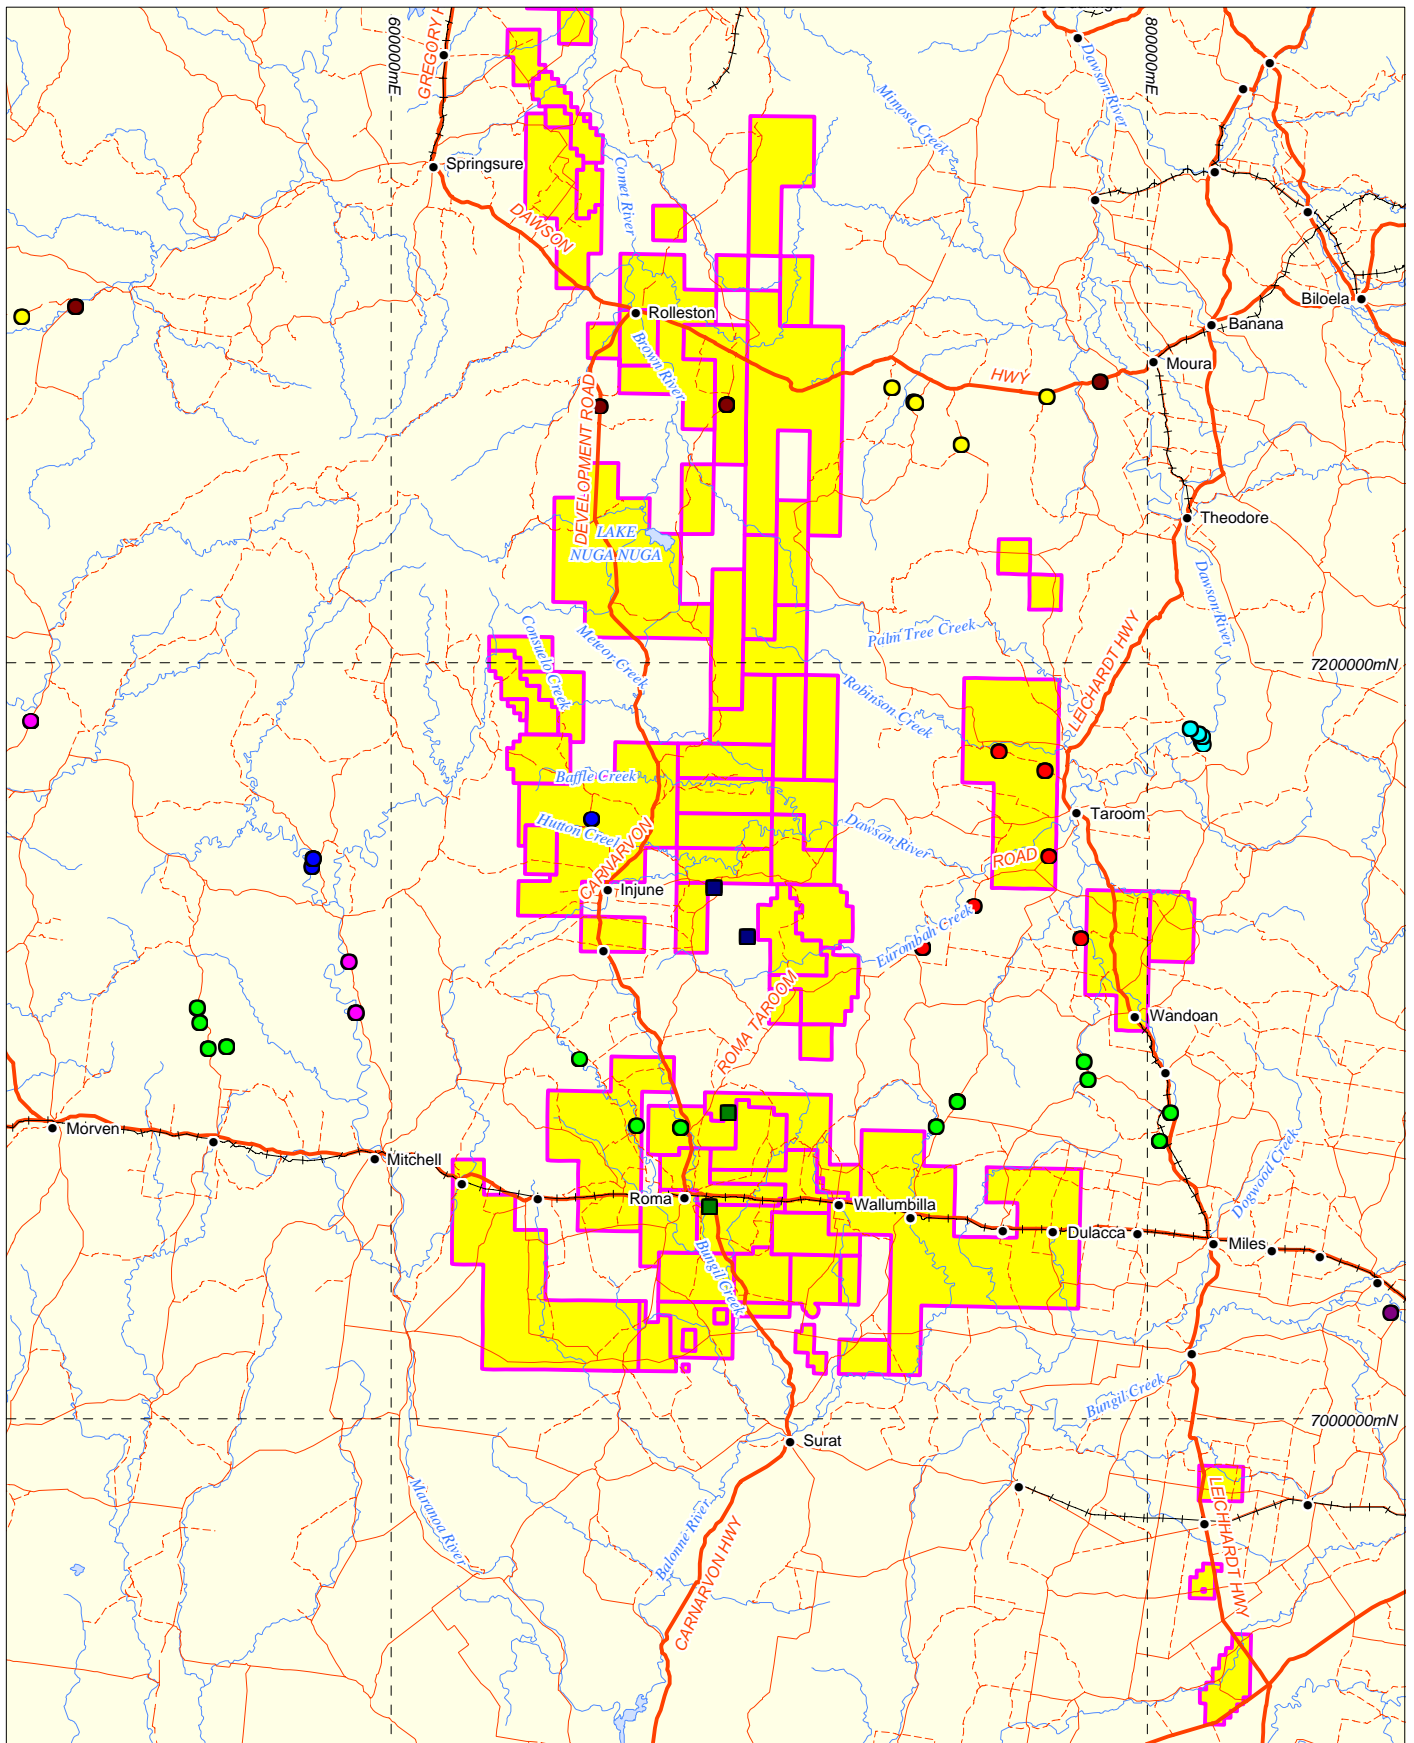 GREGORY H
600000mE
800000mE
Dawson River
Mimosa Creek
Springsure
Comet River
DAWSON
Biloela
Rolleston
Banana
Brown River
Moura
HWY
DEVELOPMENT ROAD
Theodore
LAKE
NUGA NUGA
Dawson River
Consuelo Creek
Meteor Creek
Palm Tree Creek
LEICHARDT HWY
7200000mN
Robinson Creek
Baffle Creek
Hutton Creek
Dawson River
Taroom
CARNARVON
ROAD
Injune
Eurombah Creek
ROMA TAROOM
Wandoan
Morven
Mitchell
Dogwood Creek
Roma
Wallumbilla
Dulacca
Miles
Bungil Creek
Bungil Creek
7000000mN
Surat
Maranoa River
Balonne River
CARNARVON HWY
LEICHHARDT HWY